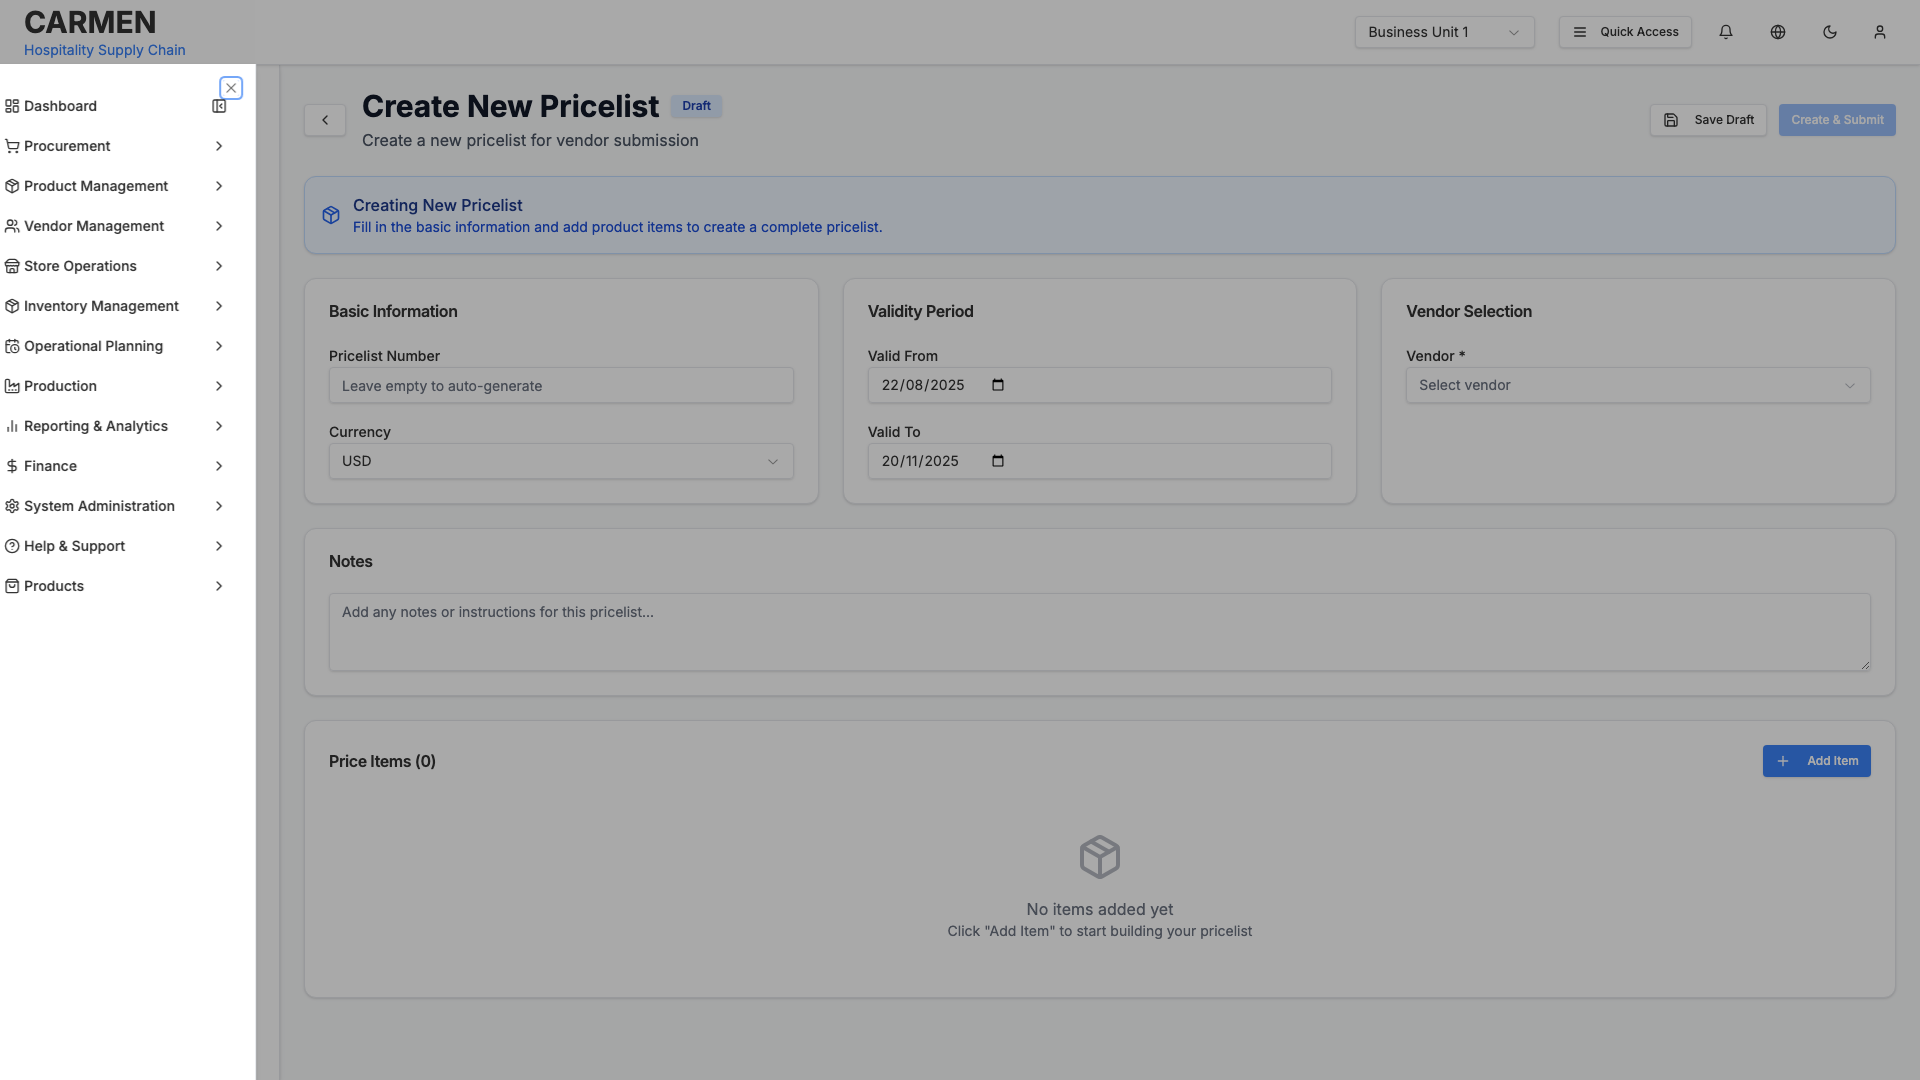 CARMEN
Hospitality Supply Chain
Business Unit 1
Quick Access
Dashboard
Procurement
Product Management
Vendor Management
Store Operations
Inventory Management
Operational Planning
Production
Reporting & Analytics
Finance
System Administration
Help & Support
Products
Create New Pricelist
Draft
Create a new pricelist for vendor submission
Save Draft
Create & Submit
Creating New Pricelist
Fill in the basic information and add product items to create a complete pricelist.
Basic Information
Pricelist Number
Leave empty to auto-generate
Currency
USD
Validity Period
Valid From
22/08/2025
Valid To
20/11/2025
Vendor Selection
Vendor *
Select vendor
Notes
Add any notes or instructions for this pricelist...
Price Items (0)
Add Item
No items added yet
Click "Add Item" to start building your pricelist